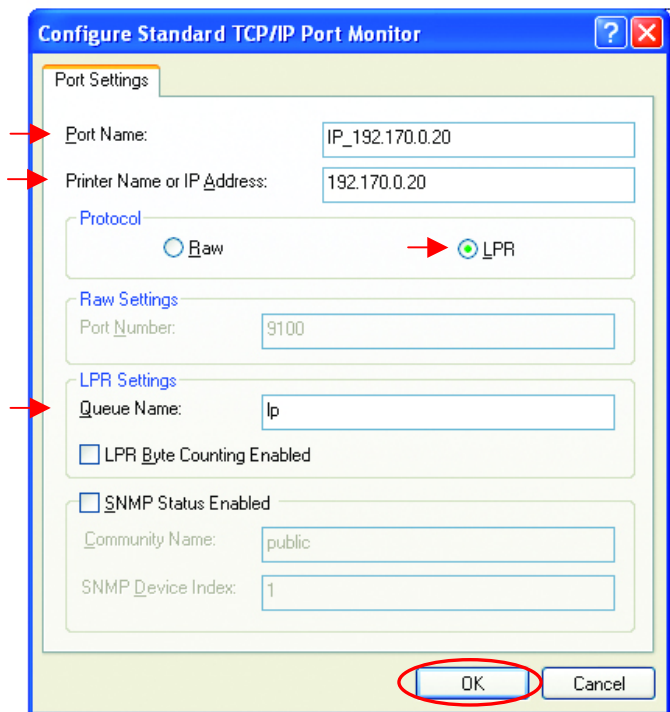 Configure Standard TCP/IP Port Monitor
Port Settings
Port Name: IP_192.170.0.20
Printer Name or IP Address: 192.170.0.20
Protocol
Raw LPR
Raw Settings
Port Number: 9100
LPR Settings
Queue Name: lp
LPR Byte Counting Enabled
SNMP Status Enabled
Community Name: public
SNMP Device Index: 1
OK Cancel